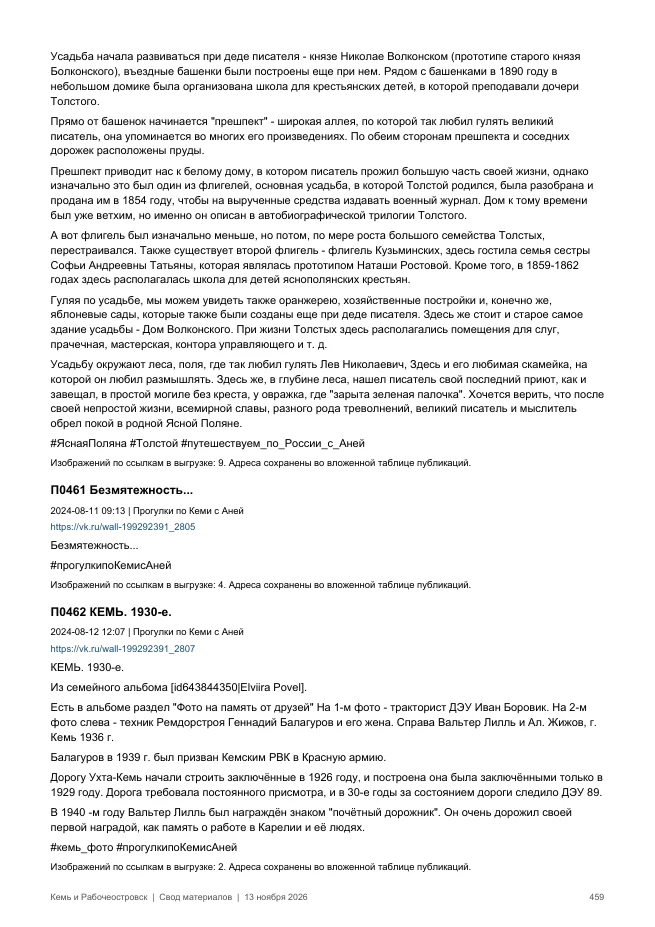 Усадьба начала развиваться при деде писателя - князе Николае Волконском (прототипе старого князя
Болконского), въездные башенки были построены еще при нем. Рядом с башенками в 1890 году в
небольшом домике была организована школа для крестьянских детей, в которой преподавали дочери
Толстого.
Прямо от башенок начинается "прешпект" - широкая аллея, по которой так любил гулять великий
писатель, она упоминается во многих его произведениях. По обеим сторонам прешпекта и соседних
дорожек расположены пруды.
Прешпект приводит нас к белому дому, в котором писатель прожил большую часть своей жизни, однако
изначально это был один из флигелей, основная усадьба, в которой Толстой родился, была разобрана и
продана им в 1854 году, чтобы на вырученные средства издавать военный журнал. Дом к тому времени
был уже ветхим, но именно он описан в автобиографической трилогии Толстого.
А вот флигель был изначально меньше, но потом, по мере роста большого семейства Толстых,
перестраивался. Также существует второй флигель - флигель Кузьминских, здесь гостила семья сестры
Софьи Андреевны Татьяны, которая являлась прототипом Наташи Ростовой. Кроме того, в 1859-1862
годах здесь располагалась школа для детей яснополянских крестьян.
Гуляя по усадьбе, мы можем увидеть также оранжерею, хозяйственные постройки и, конечно же,
яблоневые сады, которые также были созданы еще при деде писателя. Здесь же стоит и старое самое
здание усадьбы - Дом Волконского. При жизни Толстых здесь располагались помещения для слуг,
прачечная, мастерская, контора управляющего и т. д.
Усадьбу окружают леса, поля, где так любил гулять Лев Николаевич, Здесь и его любимая скамейка, на
которой он любил размышлять. Здесь же, в глубине леса, нашел писатель свой последний приют, как и
завещал, в простой могиле без креста, у овражка, где "зарыта зеленая палочка". Хочется верить, что после
своей непростой жизни, всемирной славы, разного рода треволнений, великий писатель и мыслитель
обрел покой в родной Ясной Поляне.
#ЯснаяПоляна #Толстой #путешествуем_по_России_с_Аней
Изображений по ссылкам в выгрузке: 9. Адреса сохранены во вложенной таблице публикаций.
П0461 Безмятежность...
2024-08-11 09:13 | Прогулки по Кеми с Аней
https://vk.ru/wall-199292391_2805
Безмятежность...
#прогулкипоКемисАней
Изображений по ссылкам в выгрузке: 4. Адреса сохранены во вложенной таблице публикаций.
П0462 КЕМЬ. 1930-е.
2024-08-12 12:07 | Прогулки по Кеми с Аней
https://vk.ru/wall-199292391_2807
КЕМЬ. 1930-е.
Из семейного альбома [id643844350|Elviira Povel].
Есть в альбоме раздел "Фото на память от друзей" На 1-м фото - тракторист ДЭУ Иван Боровик. На 2-м
фото слева - техник Ремдорстроя Геннадий Балагуров и его жена. Справа Вальтер Лилль и Ал. Жижов, г.
Кемь 1936 г.
Балагуров в 1939 г. был призван Кемским РВК в Красную армию.
Дорогу Ухта-Кемь начали строить заключённые в 1926 году, и построена она была заключёнными только в
1929 году. Дорога требовала постоянного присмотра, и в 30-е годы за состоянием дороги следило ДЭУ 89.
В 1940 -м году Вальтер Лилль был награждён знаком "почётный дорожник". Он очень дорожил своей
первой наградой, как память о работе в Карелии и её людях.
#кемь_фото #прогулкипоКемисАней
Изображений по ссылкам в выгрузке: 2. Адреса сохранены во вложенной таблице публикаций.
Кемь и Рабочеостровск | Свод материалов | 13 ноября 2026
459